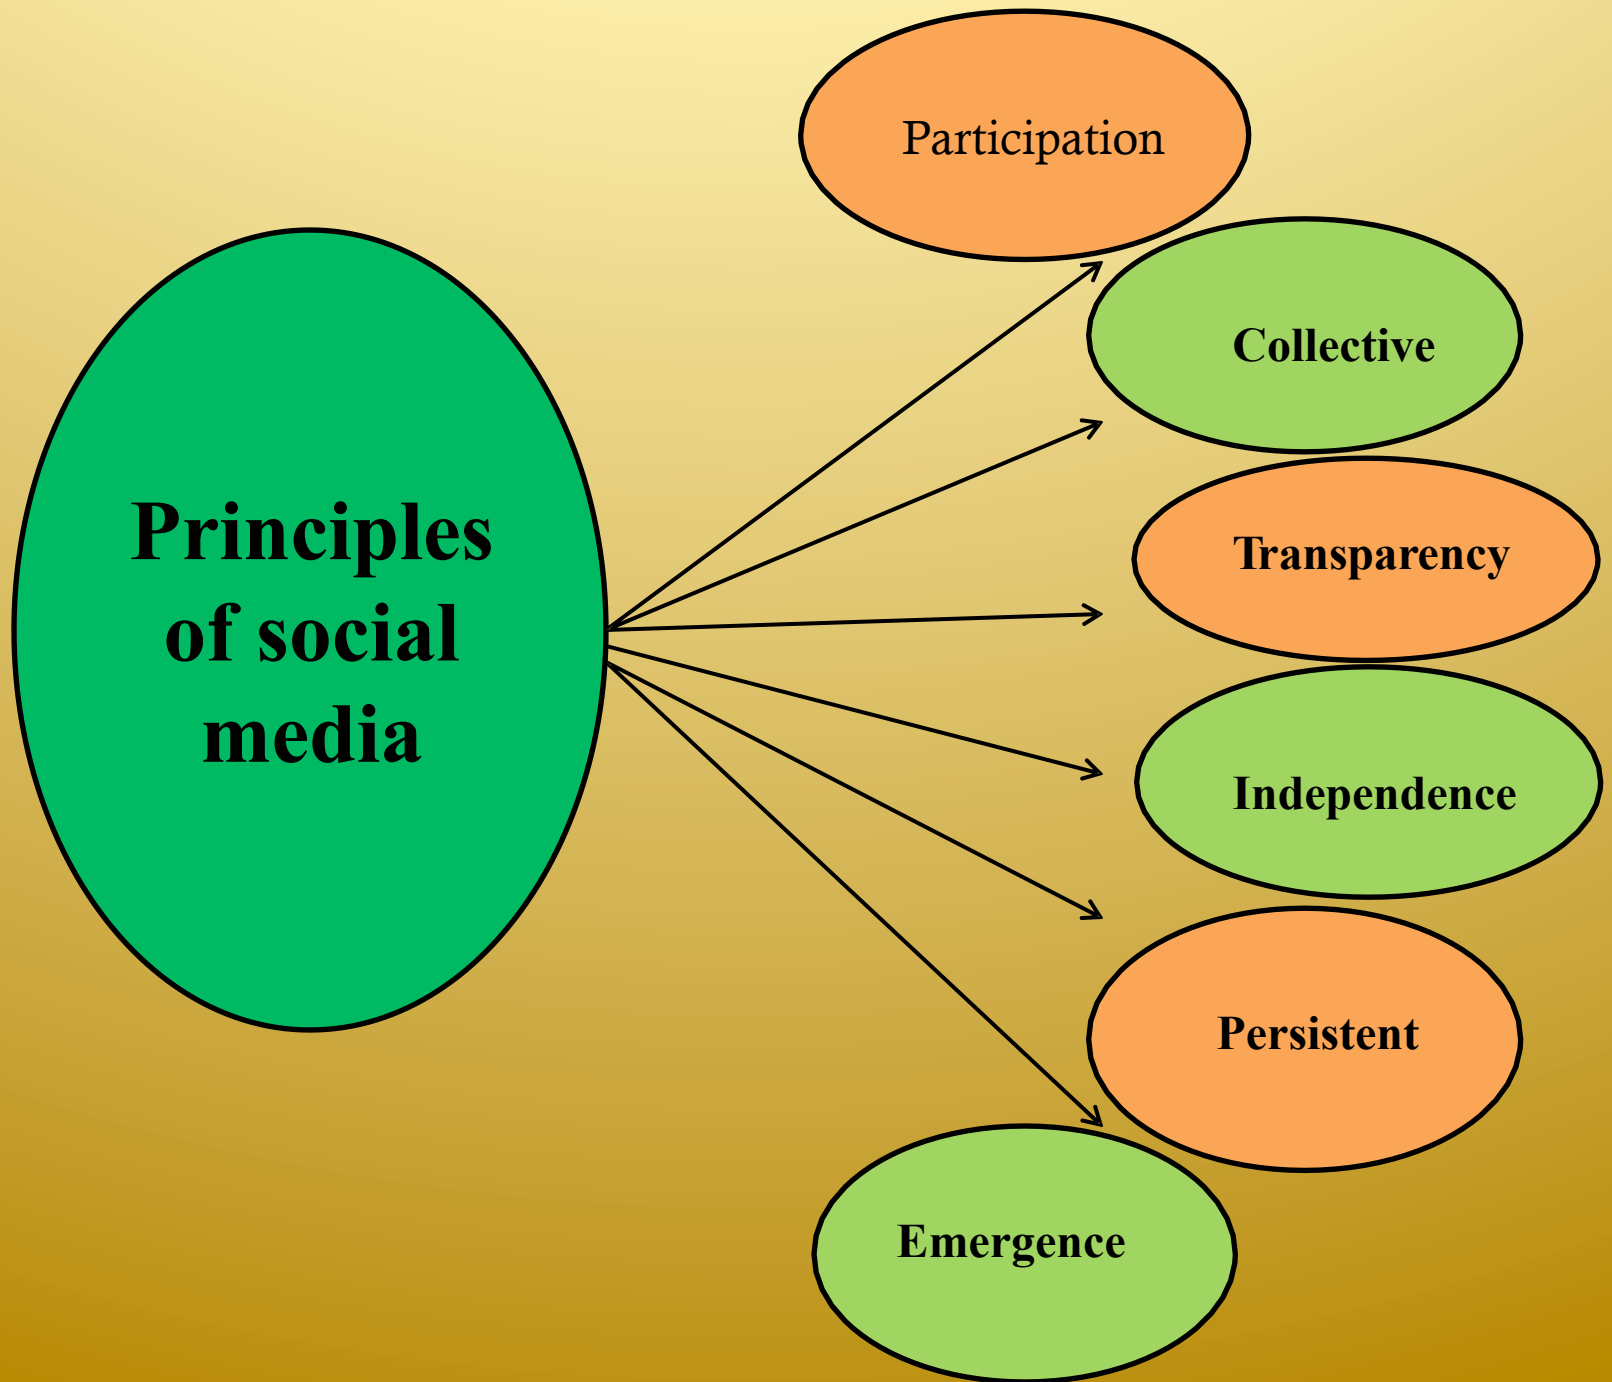 Principles
of social
media
Participation
Collective
Transparency
Independence
Persistent
Emergence